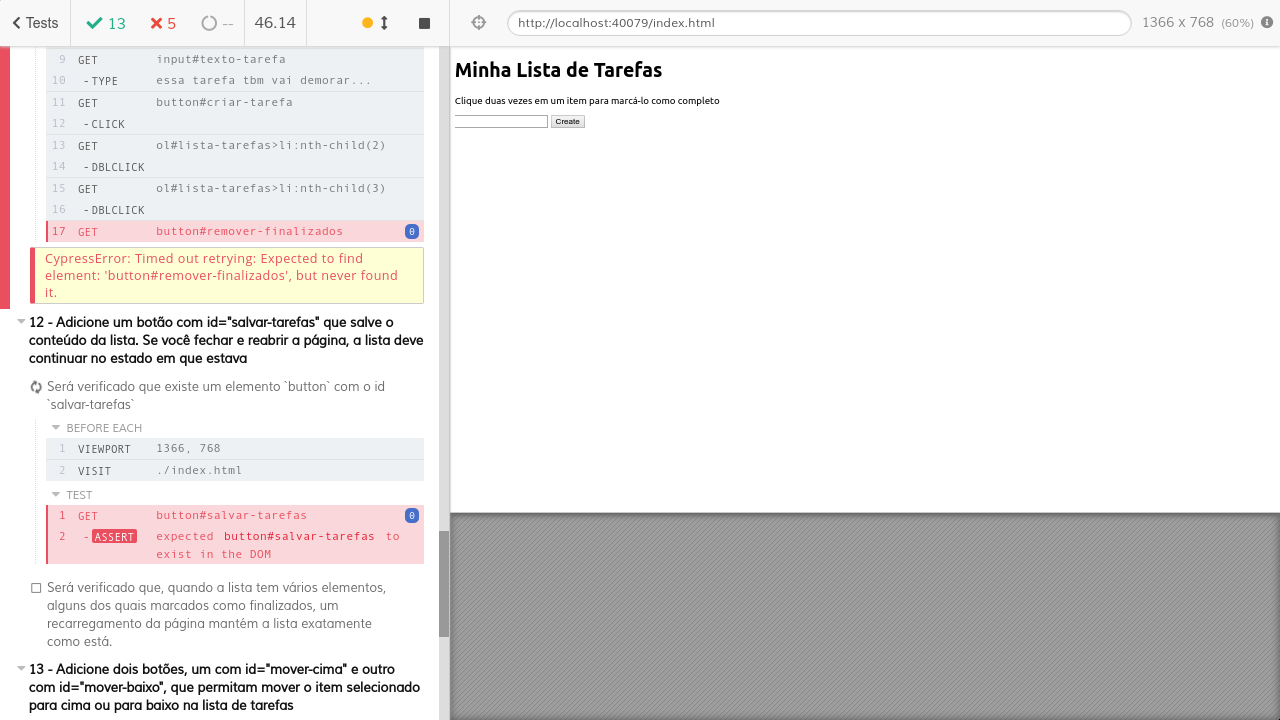 Tests 13 5 -- 46.14 http://localhost:40079/index.html 1366 x 768 (60%)
9 GET input#texto-tarefa
10 -TYPE essa tarefa tbm vai demorar...
11 GET button#criar-tarefa
12 -CLICK
13 GET ol#lista-tarefas>li:nth-child(2)
14 -DBLCLICK
15 GET ol#lista-tarefas>li:nth-child(3)
16 -DBLCLICK
17 GET button#remover-finalizados 0
CypressError: Timed out retrying: Expected to find
element: 'button#remover-finalizados', but never found
it.
12 - Adicione um botão com id="salvar-tarefas" que salve o
conteúdo da lista. Se você fechar e reabrir a página, a lista deve
continuar no estado em que estava
Será verificado que existe um elemento `button` com o id
`salvar-tarefas`
BEFORE EACH
1 VIEWPORT 1366, 768
2 VISIT ./index.html
TEST
1 GET button#salvar-tarefas 0
2 -ASSERT expected button#salvar-tarefas to
exist in the DOM
Será verificado que, quando a lista tem vários elementos,
alguns dos quais marcados como finalizados, um
recarregamento da página mantém a lista exatamente
como está.
13 - Adicione dois botões, um com id="mover-cima" e outro
com id="mover-baixo", que permitam mover o item selecionado
para cima ou para baixo na lista de tarefas
Minha Lista de Tarefas
Clique duas vezes em um item para marcá-lo como completo
Create